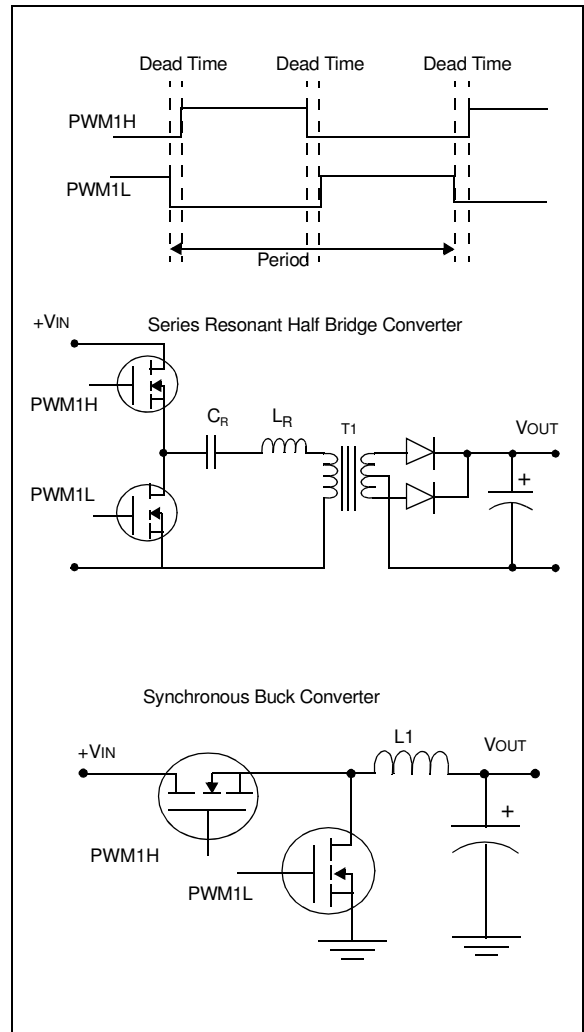 Dead Time Dead Time Dead Time
PWM1H
PWM1L
Period
Series Resonant Half Bridge Converter
+VIN
PWM1H
CR
LR
T1
VOUT
+
PWM1L
Synchronous Buck Converter
+VIN
L1
VOUT
+
PWM1H
PWM1L